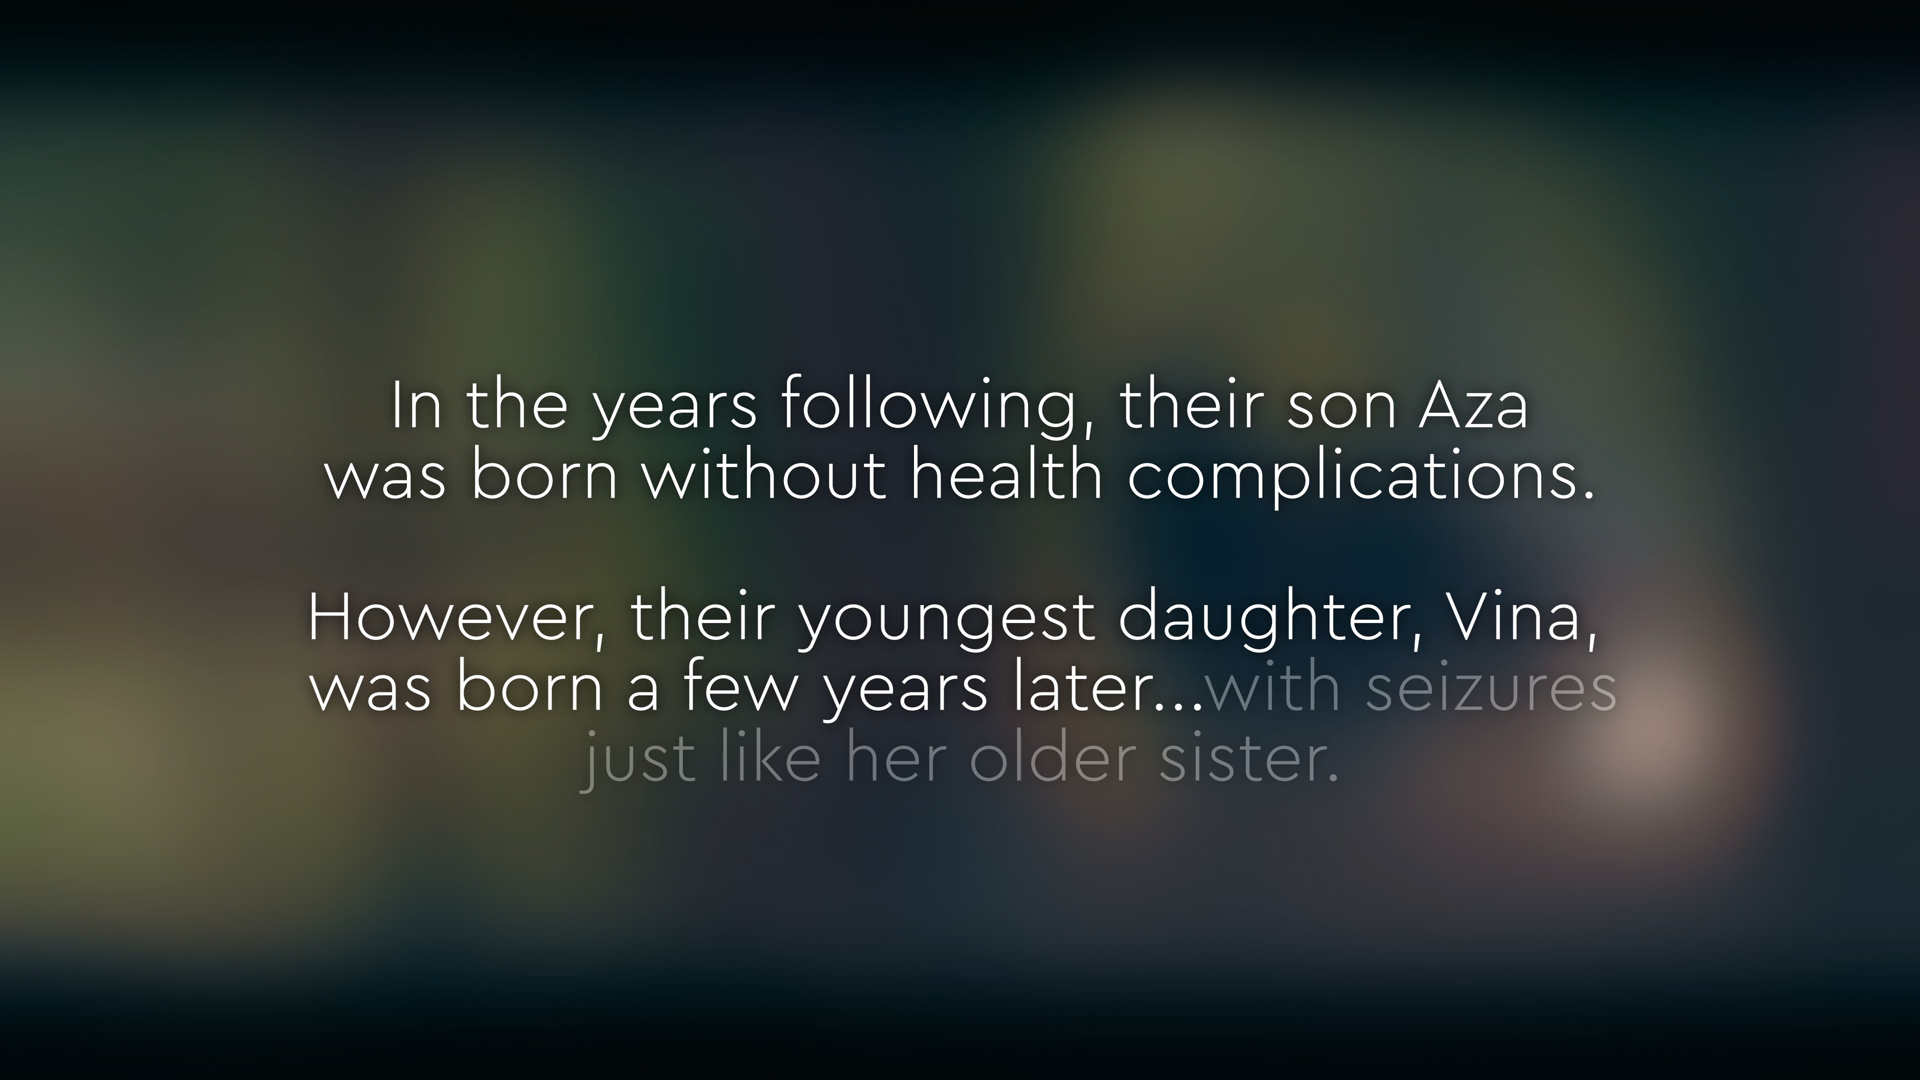 In the years following, their son Aza
was born without health complications.
However, their youngest daughter, Vina,
was born a few years later...with seizures
just like her older sister.